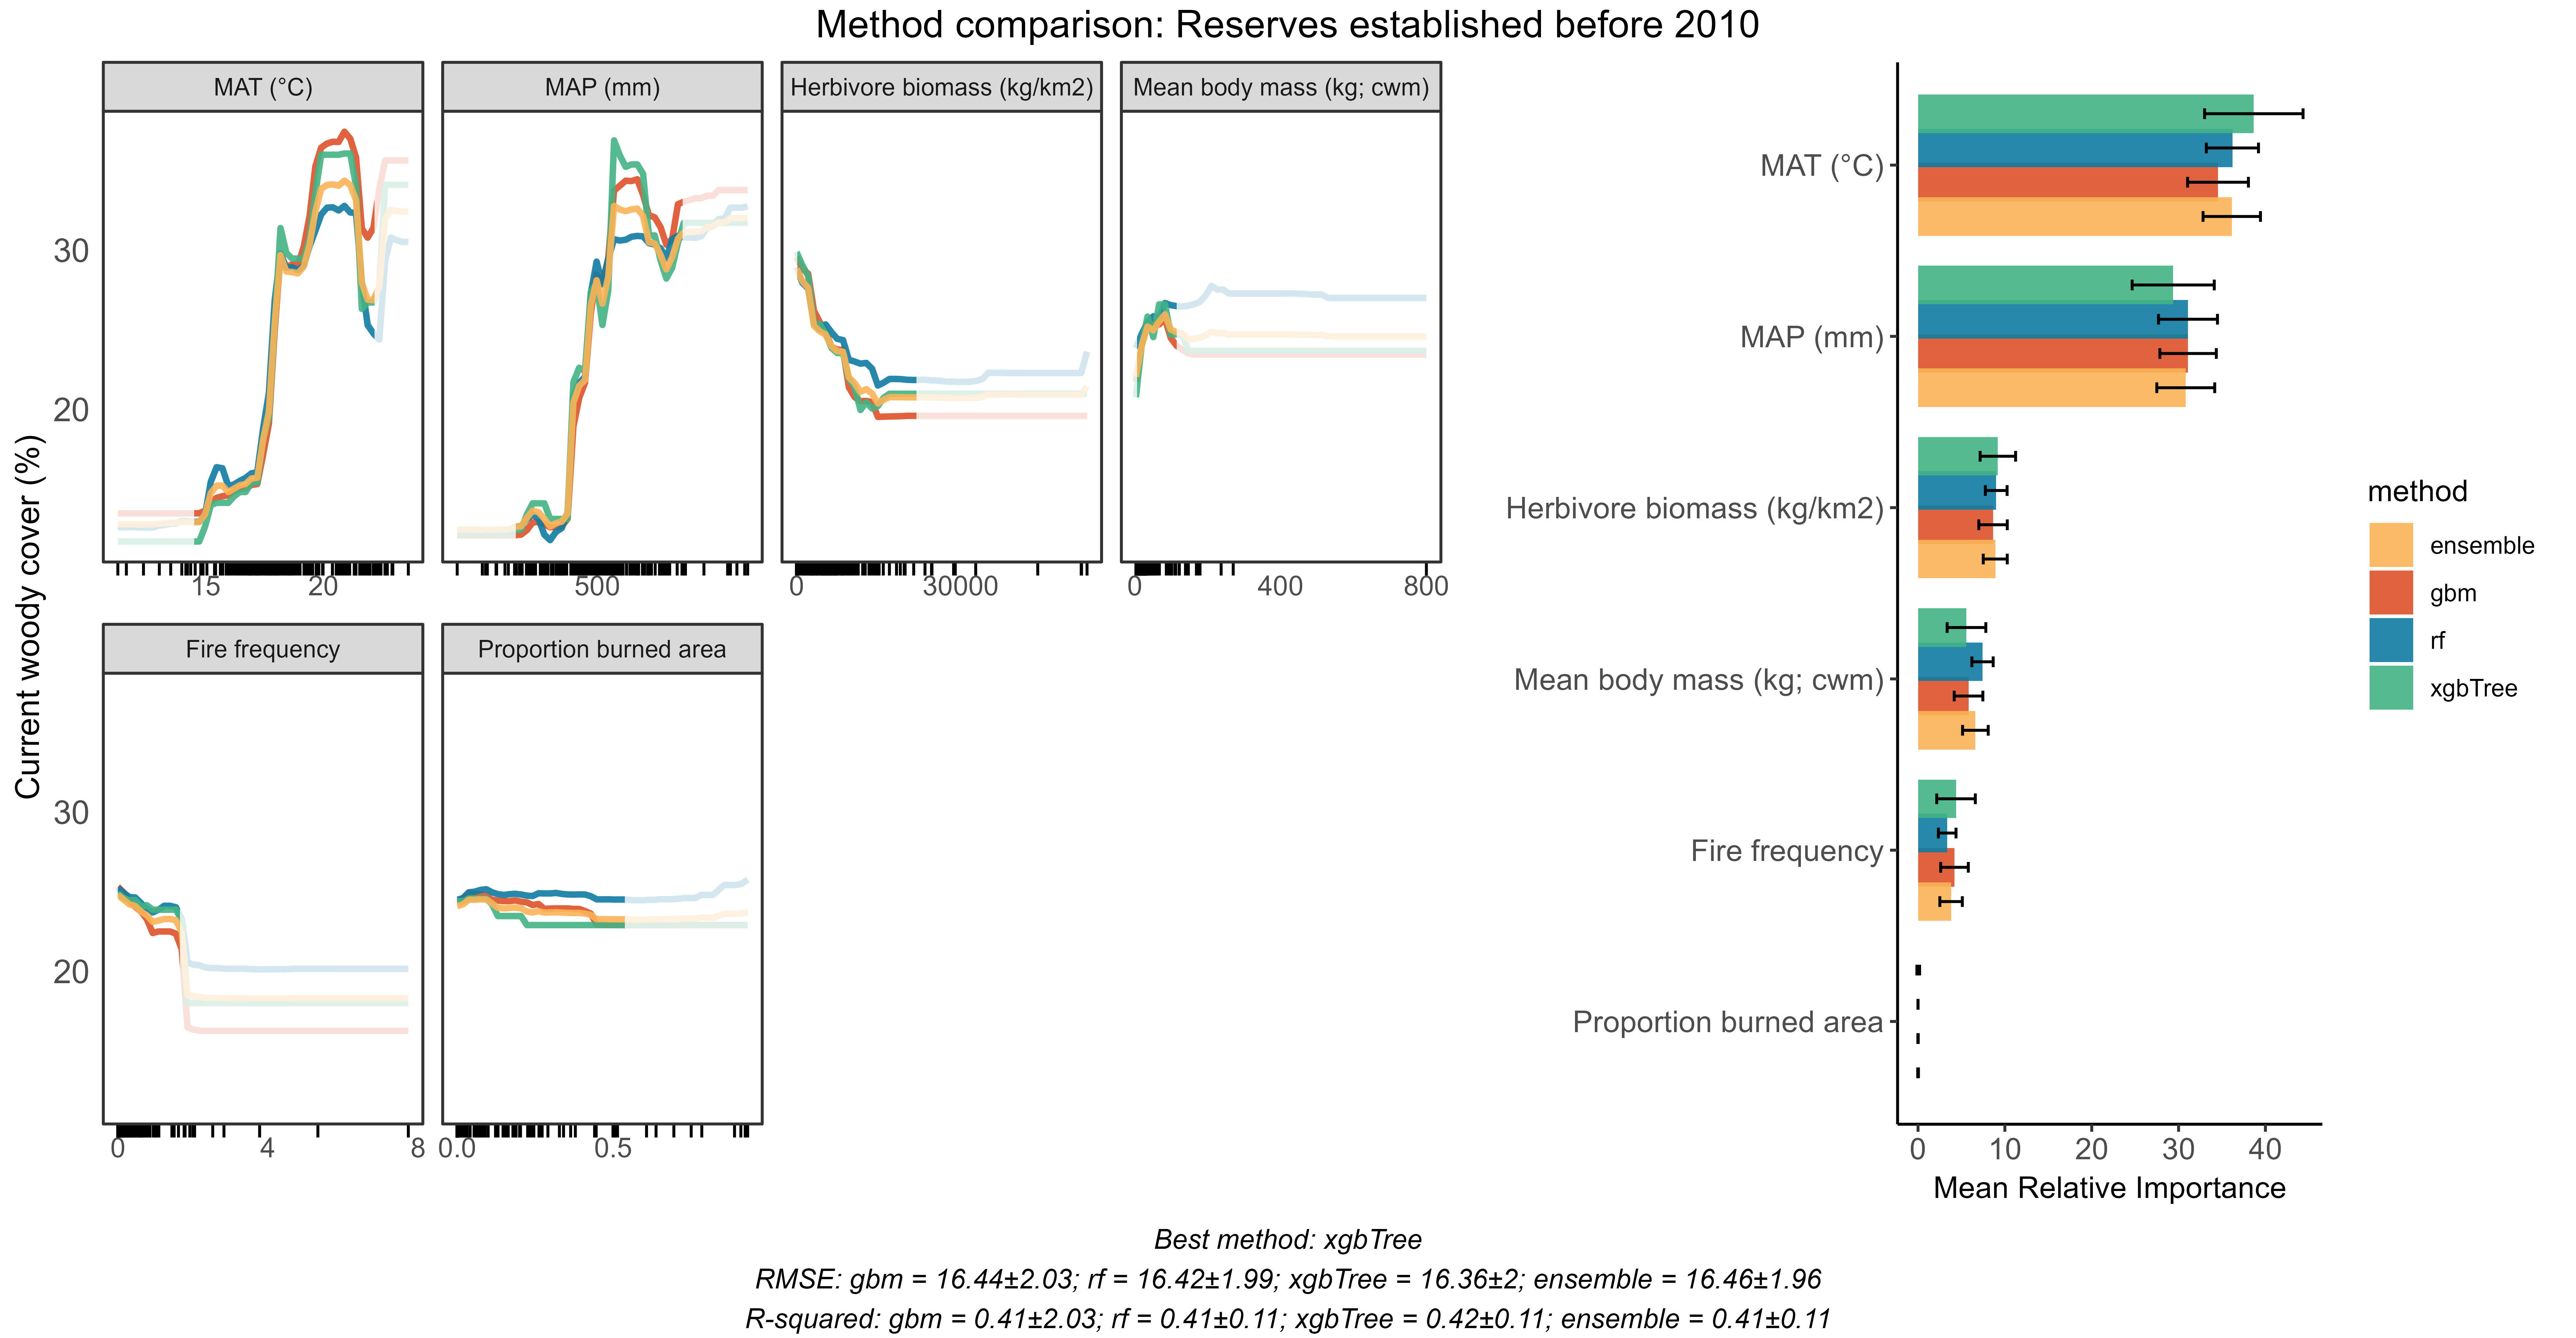 Method comparison: Reserves established before 2010
MAT (°C)
MAP (mm)
Herbivore biomass (kg/km2)
Mean body mass (kg; cwm)
30
20
15 20
500
0 30000
0 400 800
Fire frequency
Proportion burned area
30
20
0 4 8
0.0 0.5
Current woody cover (%)
MAT (°C)
MAP (mm)
Herbivore biomass (kg/km2)
Mean body mass (kg; cwm)
Fire frequency
Proportion burned area
0 10 20 30 40
Mean Relative Importance
method
ensemble
gbm
rf
xgbTree
Best method: xgbTree
RMSE: gbm = 16.44±2.03; rf = 16.42±1.99; xgbTree = 16.36±2; ensemble = 16.46±1.96
R-squared: gbm = 0.41±2.03; rf = 0.41±0.11; xgbTree = 0.42±0.11; ensemble = 0.41±0.11